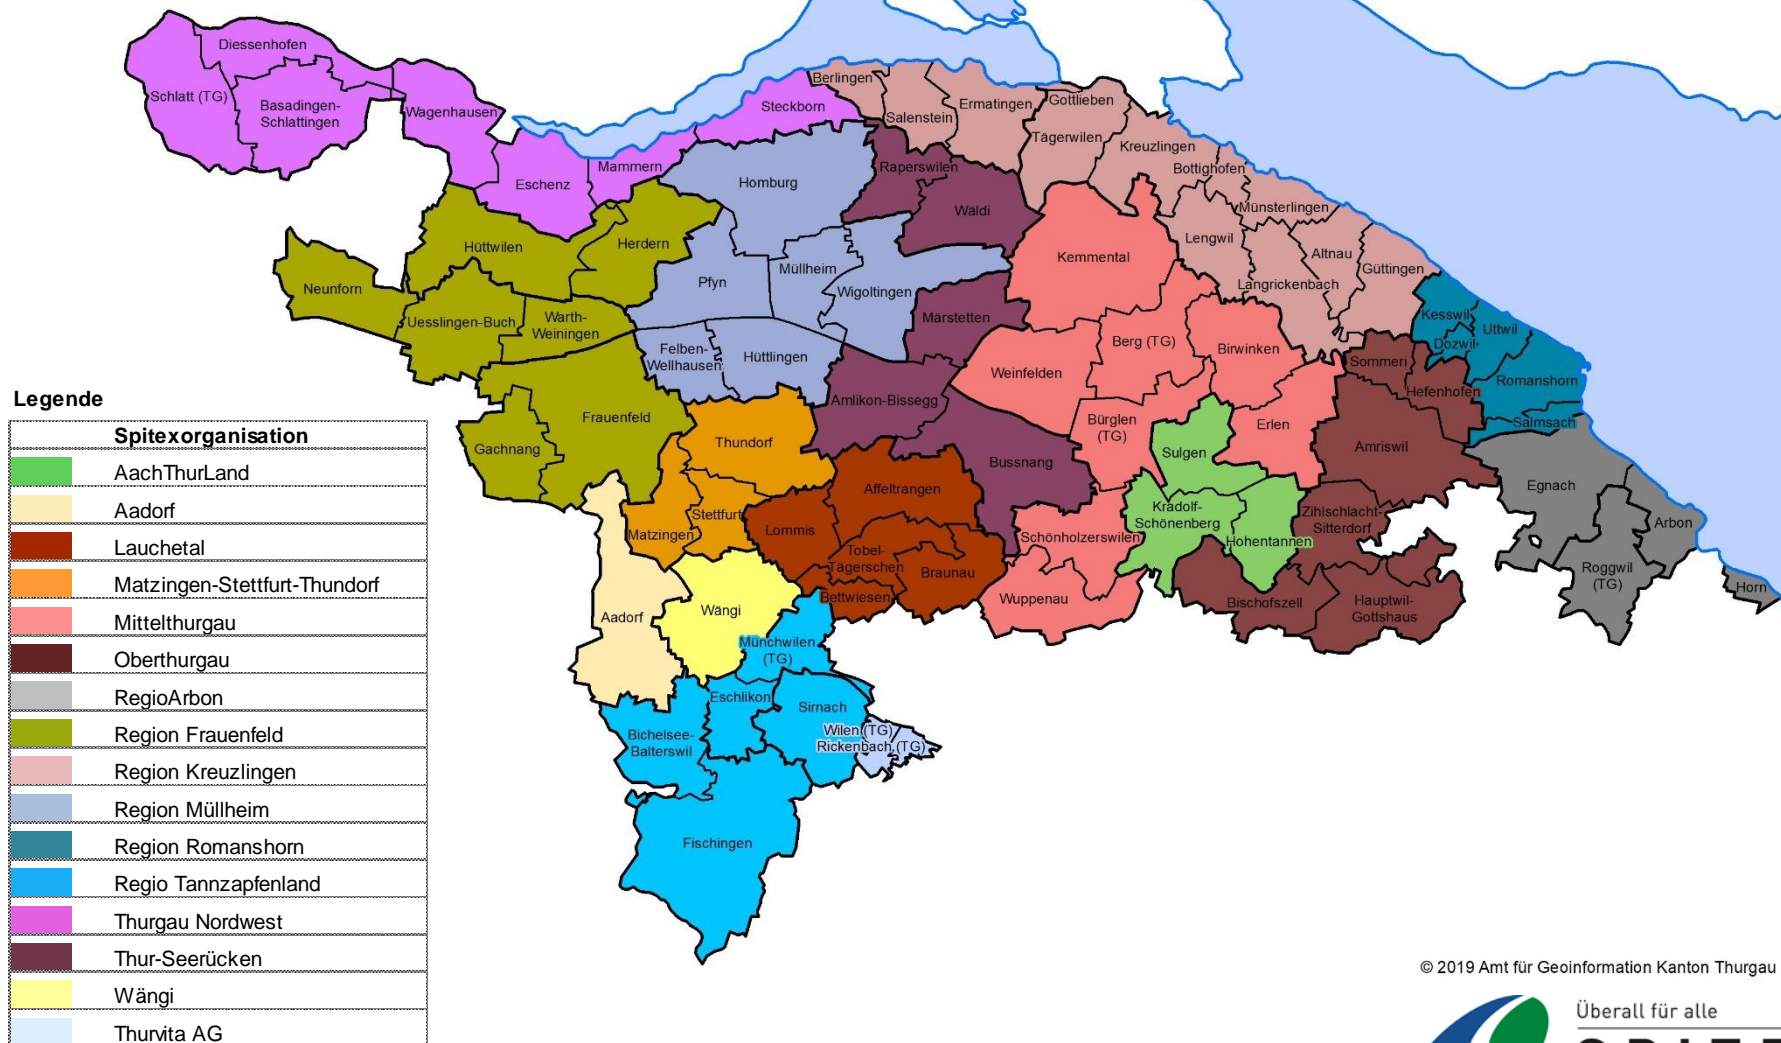 Diessenhofen
Schlatt (TG)
Basadingen-
Schlattingen
Wagenhausen
Eschenz
Mammern
Steckborn
Berlingen
Salenstein
Ermatingen
Gottlieben
Tägerwilen
Kreuzlingen
Bottighofen
Münsterlingen
Lengwil
Altnau
Güttingen
Langrickenbach
Raperswilen
Wäldi
Homburg
Kemmental
Neunforn
Hüttwilen
Herdern
Pfyn
Müllheim
Wigoltingen
Märstetten
Uesslingen-Buch
Warth-
Weiningen
Felben-
Wellhausen
Hüttlingen
Weinfelden
Berg (TG)
Birwinken
Kesswil
Uttwil
Dozwil
Sommeri
Hefenhofen
Romanshorn
Salmsach
Amlikon-Bissegg
Frauenfeld
Gachnang
Thundorf
Bussnang
Bürglen
(TG)
Erlen
Sulgen
Amriswil
Egnach
Arbon
Affeltrangen
Matzingen
Stettfurt
Lommis
Tobel-
Tägerschen
Braunau
Bettwiesen
Schönholzerswilen
Kradolf-
Schönenberg
Hohentannen
Zihlschlacht-
Sitterdorf
Roggwil
(TG)
Horn
Wuppenau
Bischofszell
Hauptwil-
Gottshaus
Aadorf
Wängi
Münchwilen
(TG)
Eschlikon
Sirnach
Bichelsee-
Balterswil
Wilen (TG)
Rickenbach (TG)
Fischingen
Legende
Spitexorganisation
AachThurLand
Aadorf
Lauchetal
Matzingen-Stettfurt-Thundorf
Mittelthurgau
Oberthurgau
RegioArbon
Region Frauenfeld
Region Kreuzlingen
Region Müllheim
Region Romanshorn
Regio Tannzapfenland
Thurgau Nordwest
Thur-Seerücken
Wängi
Thurvita AG
© 2019 Amt für Geoinformation Kanton Thurgau
Überall für alle